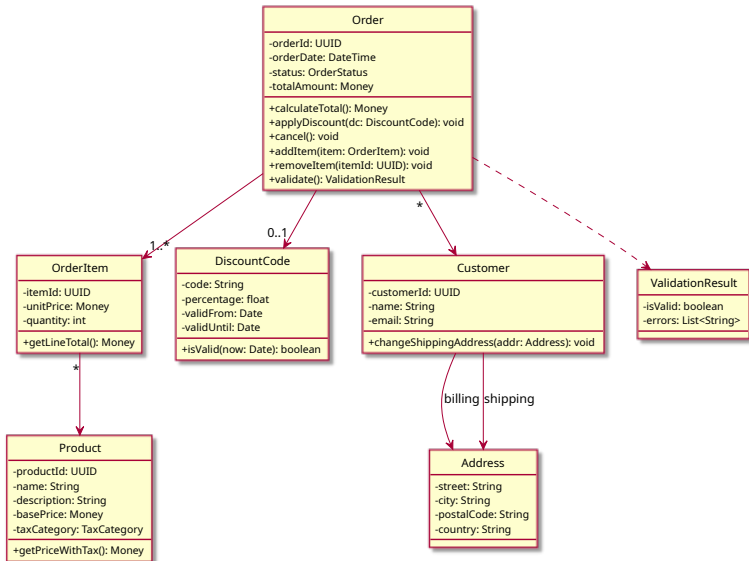 Order
-orderId: UUID
-orderDate: DateTime
-status: OrderStatus
-totalAmount: Money
+calculateTotal(): Money
+applyDiscount(dc: DiscountCode): void
+cancel(): void
+addItem(item: OrderItem): void
+removeItem(itemId: UUID): void
+validate(): ValidationResult
1..*
0..1
*
OrderItem
-itemId: UUID
-unitPrice: Money
-quantity: int
+getLineTotal(): Money
DiscountCode
-code: String
-percentage: float
-validFrom: Date
-validUntil: Date
+isValid(now: Date): boolean
Customer
-customerId: UUID
-name: String
-email: String
+changeShippingAddress(addr: Address): void
ValidationResult
-isValid: boolean
-errors: List<String>
*
billing
shipping
Product
-productId: UUID
-name: String
-description: String
-basePrice: Money
-taxCategory: TaxCategory
+getPriceWithTax(): Money
Address
-street: String
-city: String
-postalCode: String
-country: String